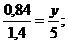 0,84/1,4 = y/5;